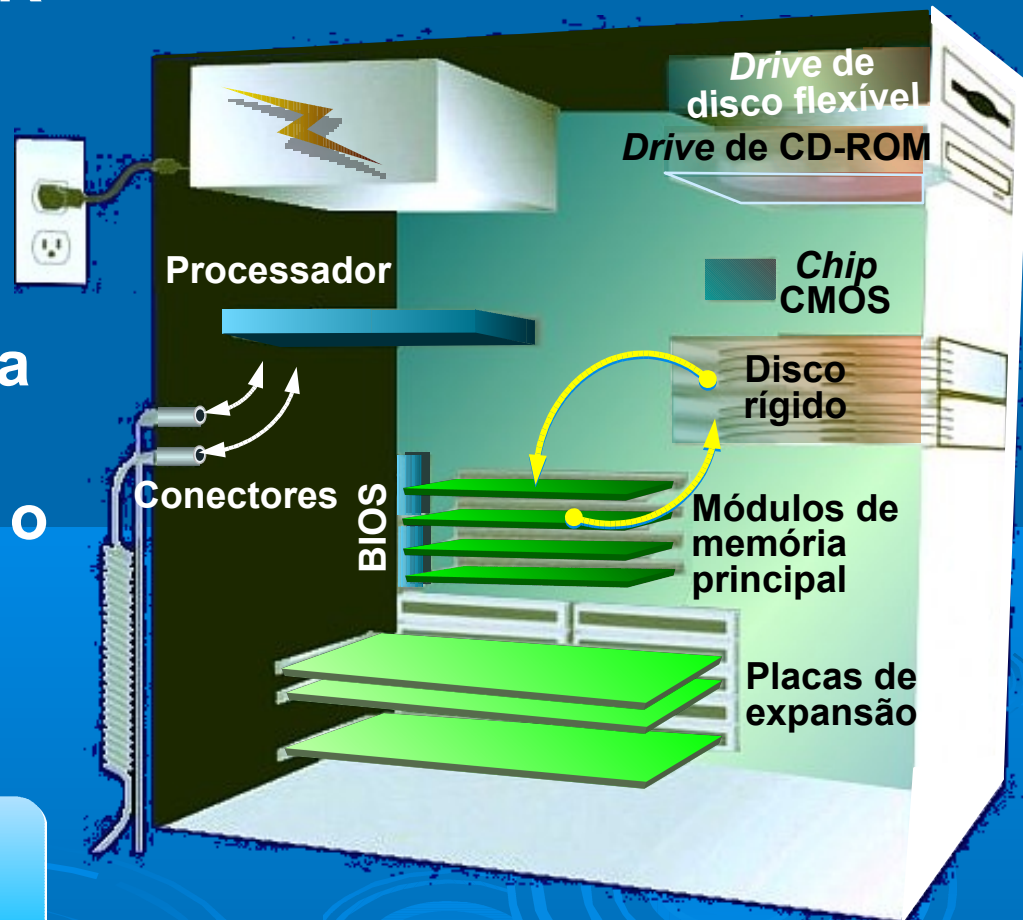 Drive de
disco flexível
Drive de CD-ROM
Processador
Chip
CMOS
a
Disco
rígido
Conectores
BIOS
o
Módulos de
memória
principal
Placas de
expansão